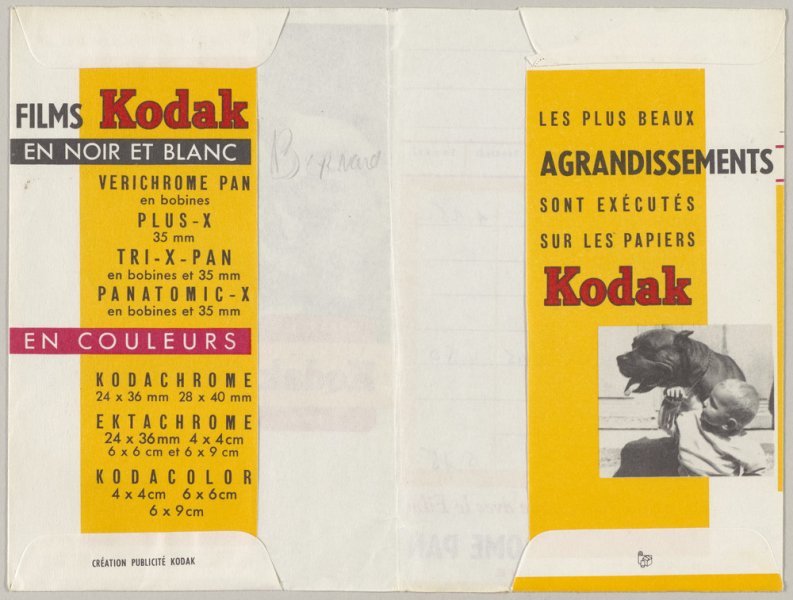 FILMS Kodak
EN NOIR ET BLANC
VERICHROME PAN
en bobines
PLUS-X
35 mm
TRI-X-PAN
en bobines et 35 mm
PANATOMIC-X
en bobines et 35 mm
EN COULEURS
KODACHROME
24 x 36 mm 28 x 40 mm
EKTACHROME
24 x 36mm 4 x 4cm
6 x 6 cm et 6 x 9 cm
KODACOLOR
4 x 4cm 6 x 6cm
6 x 9cm
CRÉATION PUBLICITÉ KODAK
Bernard
LES PLUS BEAUX
AGRANDISSEMENTS
SONT EXÉCUTÉS
SUR LES PAPIERS
Kodak